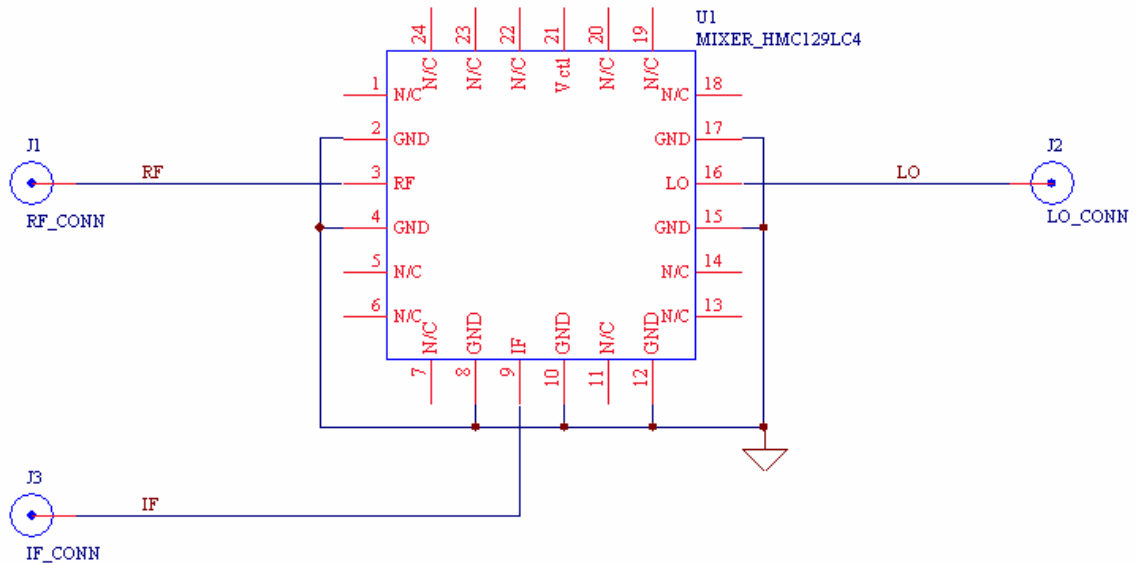 U1
MIXER_HMC129LC4
24 23 22 21 20 19
N/C N/C N/C Vctl N/C N/C
1 N/C N/C 18
2 GND GND 17
J1 RF 3 RF LO 16 LO J2
RF_CONN LO_CONN
4 GND GND 15
5 N/C N/C 14
6 N/C N/C 13
N/C GND IF GND N/C GND
7 8 9 10 11 12
J3
IF
IF_CONN